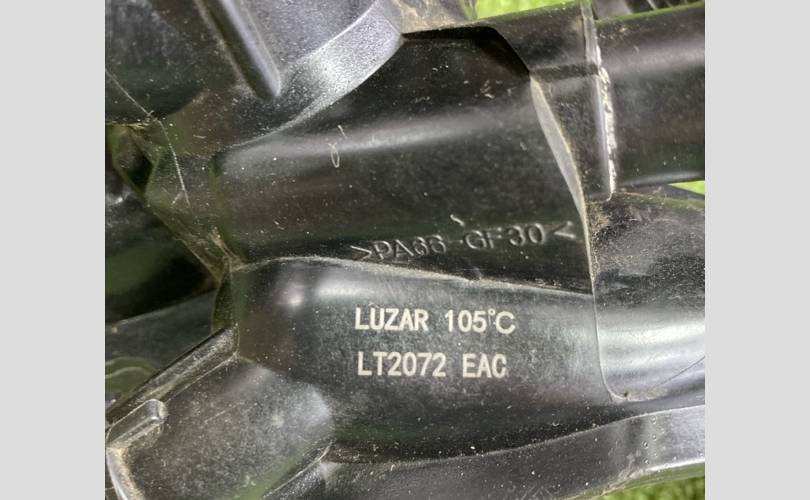 >PA66-GF30<
LUZAR 105°C
LT2072 EAC